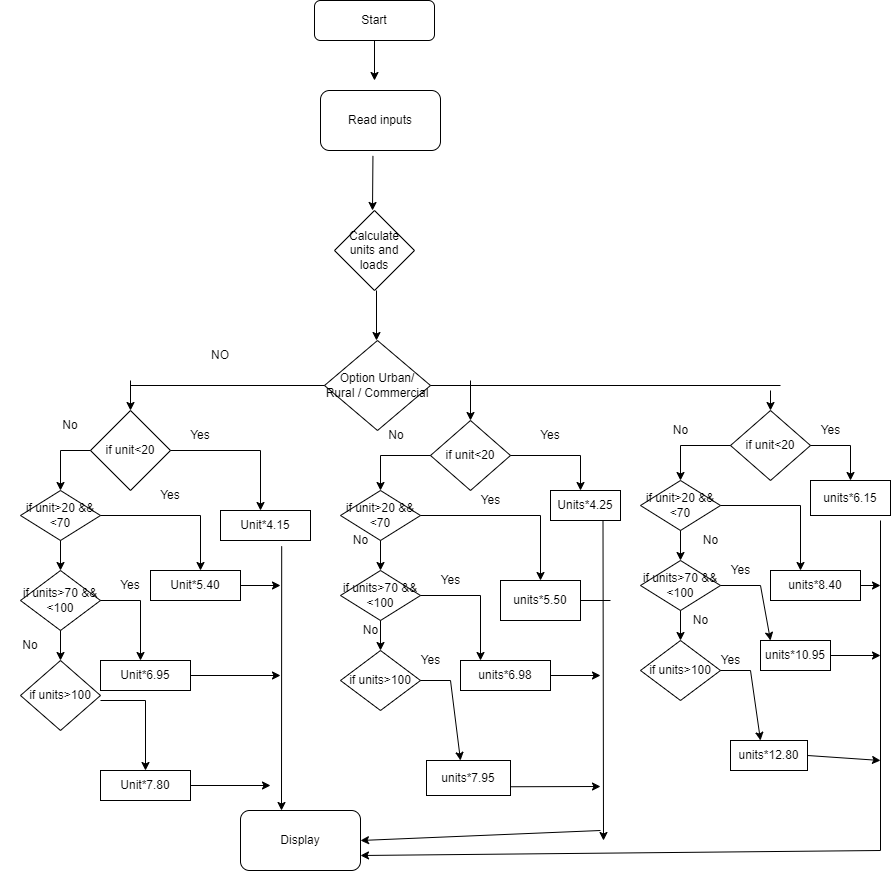 Start
Read inputs
Calculate
units and
loads
NO
Option Urban/
Rural / Commercial
No
if unit<20
Yes
No
if unit<20
Yes
No
if unit<20
Yes
if unit>20 &&
<70
Yes
Unit*4.15
if unit>20 &&
<70
Yes
Units*4.25
if unit>20 &&
<70
units*6.15
No
No
if units>70 &&
<100
Yes
Unit*5.40
if units>70 &&
<100
Yes
units*5.50
if units>70 &&
<100
Yes
units*8.40
No
No
No
if units>100
Unit*6.95
if units>100
Yes
units*6.98
if units>100
Yes
units*10.95
Unit*7.80
units*7.95
units*12.80
Display